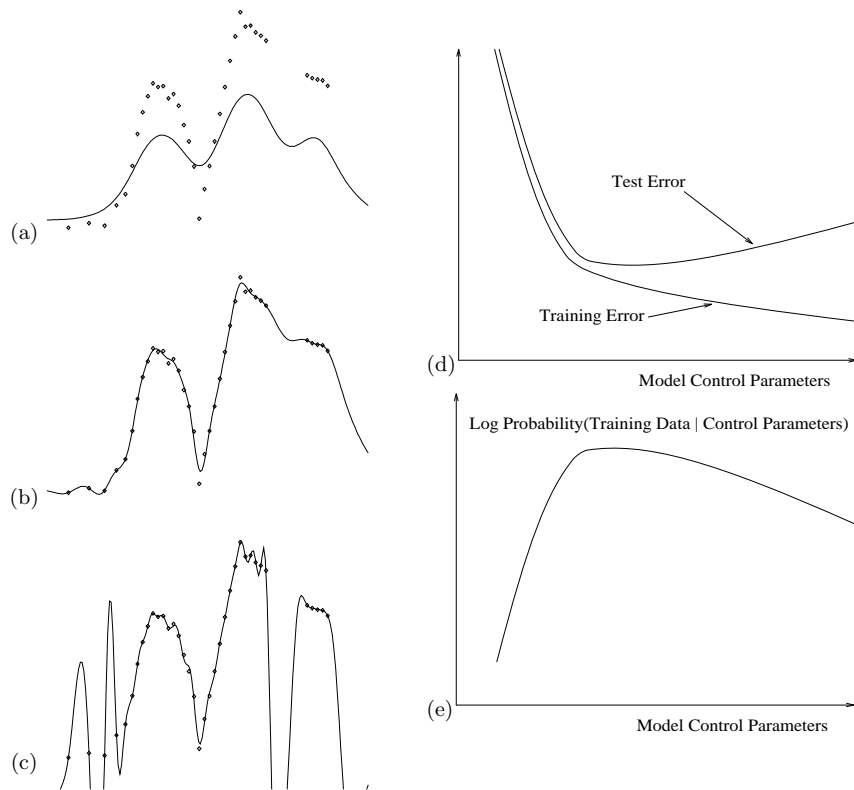 (a)
(b)
(c)
Test Error
Training Error
(d)
Model Control Parameters
Log Probability(Training Data | Control Parameters)
(e)
Model Control Parameters